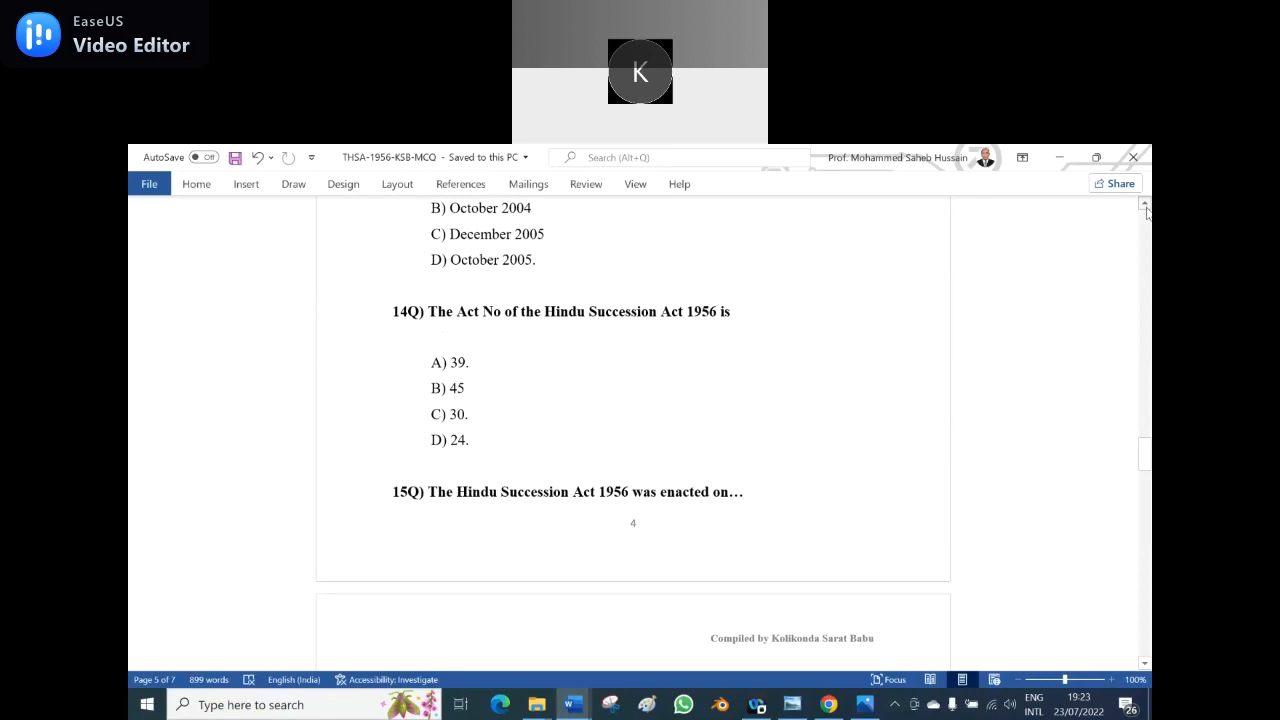 EaseUS
Video Editor
K
AutoSave Off THSA-1956-KSB-MCQ - Saved to this PC Search (Alt+Q) Prof. Mohammed Saheb Hussain
File Home Insert Draw Design Layout References Mailings Review View Help Share
B) October 2004
C) December 2005
D) October 2005.
14Q) The Act No of the Hindu Succession Act 1956 is
A) 39.
B) 45
C) 30.
D) 24.
15Q) The Hindu Succession Act 1956 was enacted on…
4
Compiled by Kolikonda Sarat Babu
Page 5 of 7 899 words English (India) Accessibility: Investigate Focus 100%
Type here to search ENG 19:23
INTL 23/07/2022 26